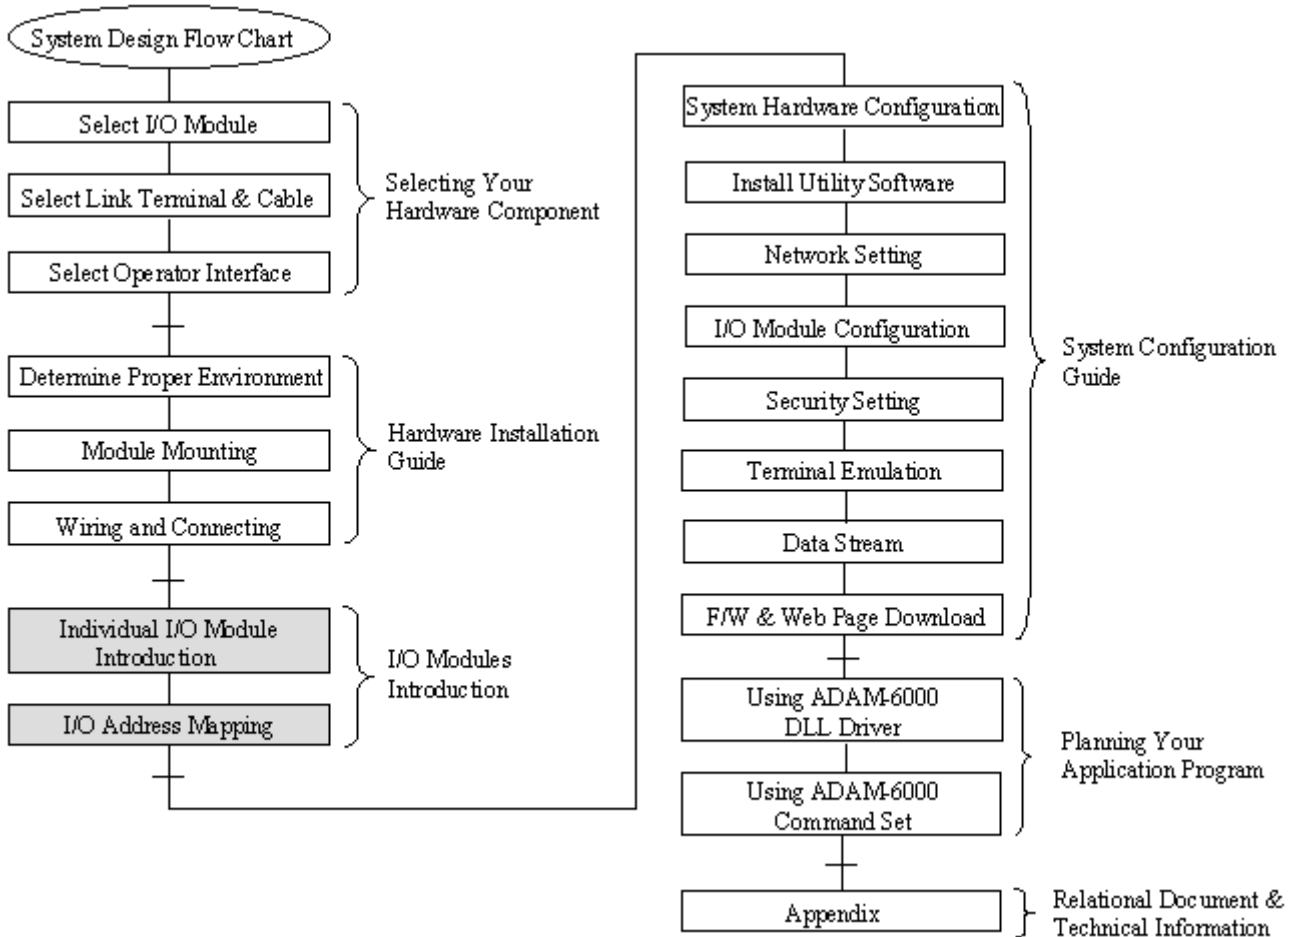 System Design Flow Chart
Select I/O Module
Select Link Terminal & Cable
Select Operator Interface
Selecting Your
Hardware Component
Determine Proper Environment
Module Mounting
Wiring and Connecting
Hardware Installation
Guide
Individual I/O Module
Introduction
I/O Address Mapping
I/O Modules
Introduction
System Hardware Configuration
Install Utility Software
Network Setting
I/O Module Configuration
Security Setting
Terminal Emulation
Data Stream
F/W & Web Page Download
System Configuration
Guide
Using ADAM-6000
DLL Driver
Using ADAM-6000
Command Set
Planning Your
Application Program
Appendix
Relational Document &
Technical Information